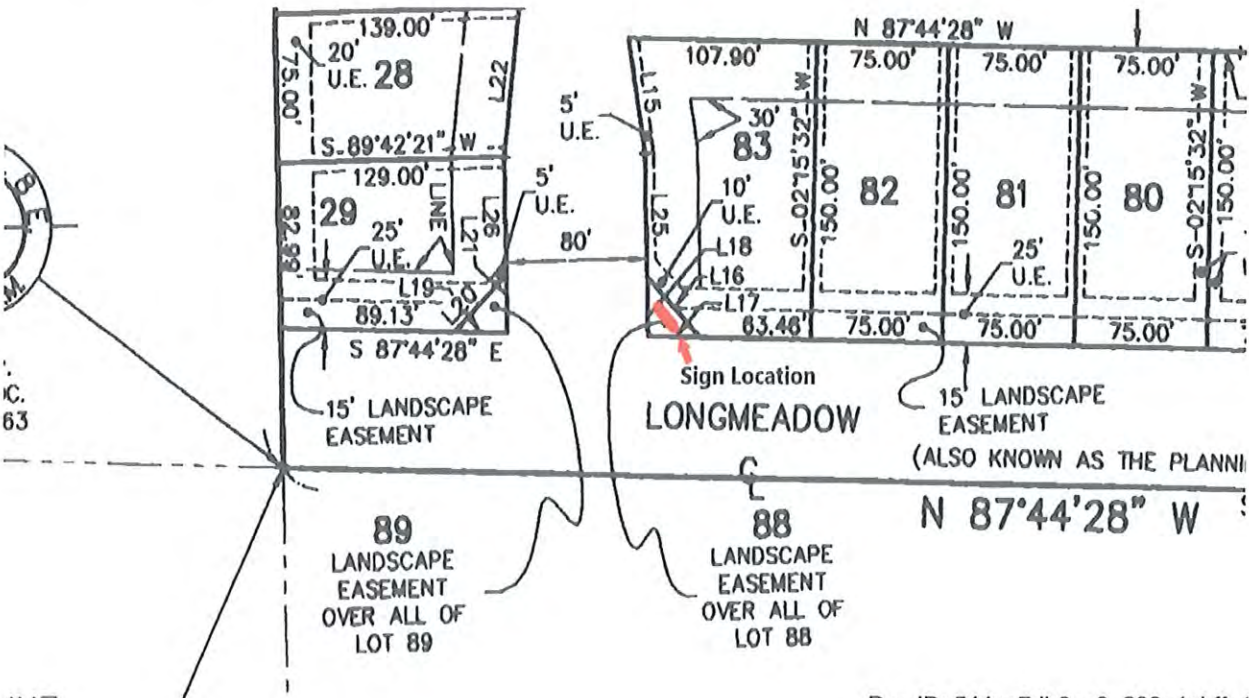 139.00'
20'
U.E.
28
75.00'
L22
S 89°42'21" W
129.00'
29
LINE
L21
L26
5'
U.E.
82.99'
25'
U.E.
L19
L20
89.13'
S 87°44'28" E
15' LANDSCAPE
EASEMENT
80'
N 87°44'28" W
107.90'
75.00'
75.00'
75.00'
L15
5'
U.E.
30'
83
S 02°15'32" W
82
81
80
150.00'
150.00'
150.00'
S 02°15'32" W
150.00'
10'
U.E.
L25
L18
L16
L17
25'
U.E.
63.46'
75.00'
75.00'
75.00'
Sign Location
LONGMEADOW
15' LANDSCAPE
EASEMENT
(ALSO KNOWN AS THE PLANNI
CL
N 87°44'28" W
B.E.
M
C.
63
89
LANDSCAPE
EASEMENT
OVER ALL OF
LOT 89
88
LANDSCAPE
EASEMENT
OVER ALL OF
LOT 88